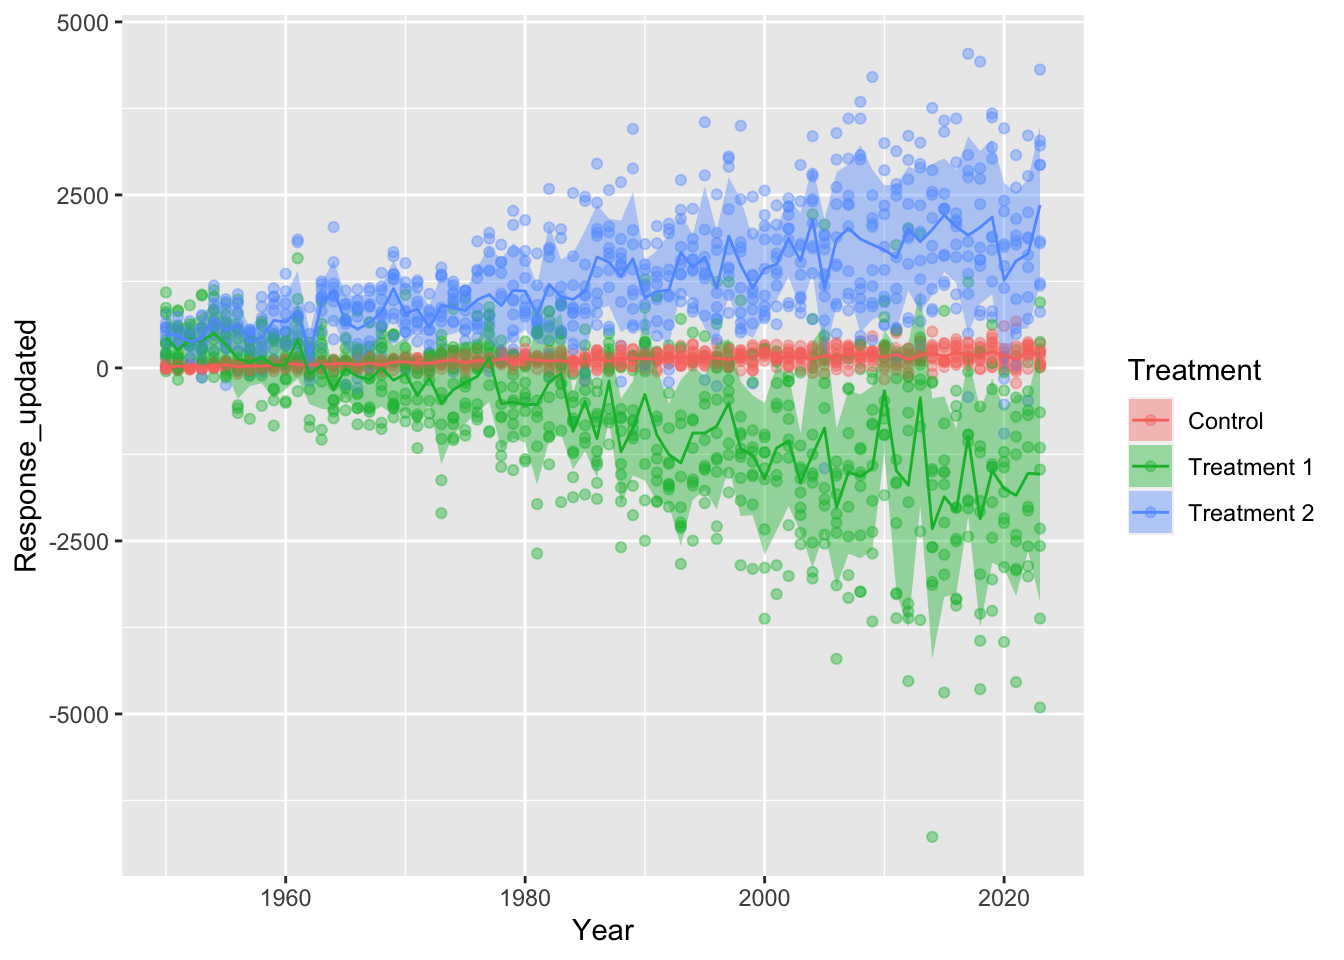 5000
2500
0
-2500
-5000
Response_updated
1960
1980
2000
2020
Year
Treatment
Control
Treatment 1
Treatment 2